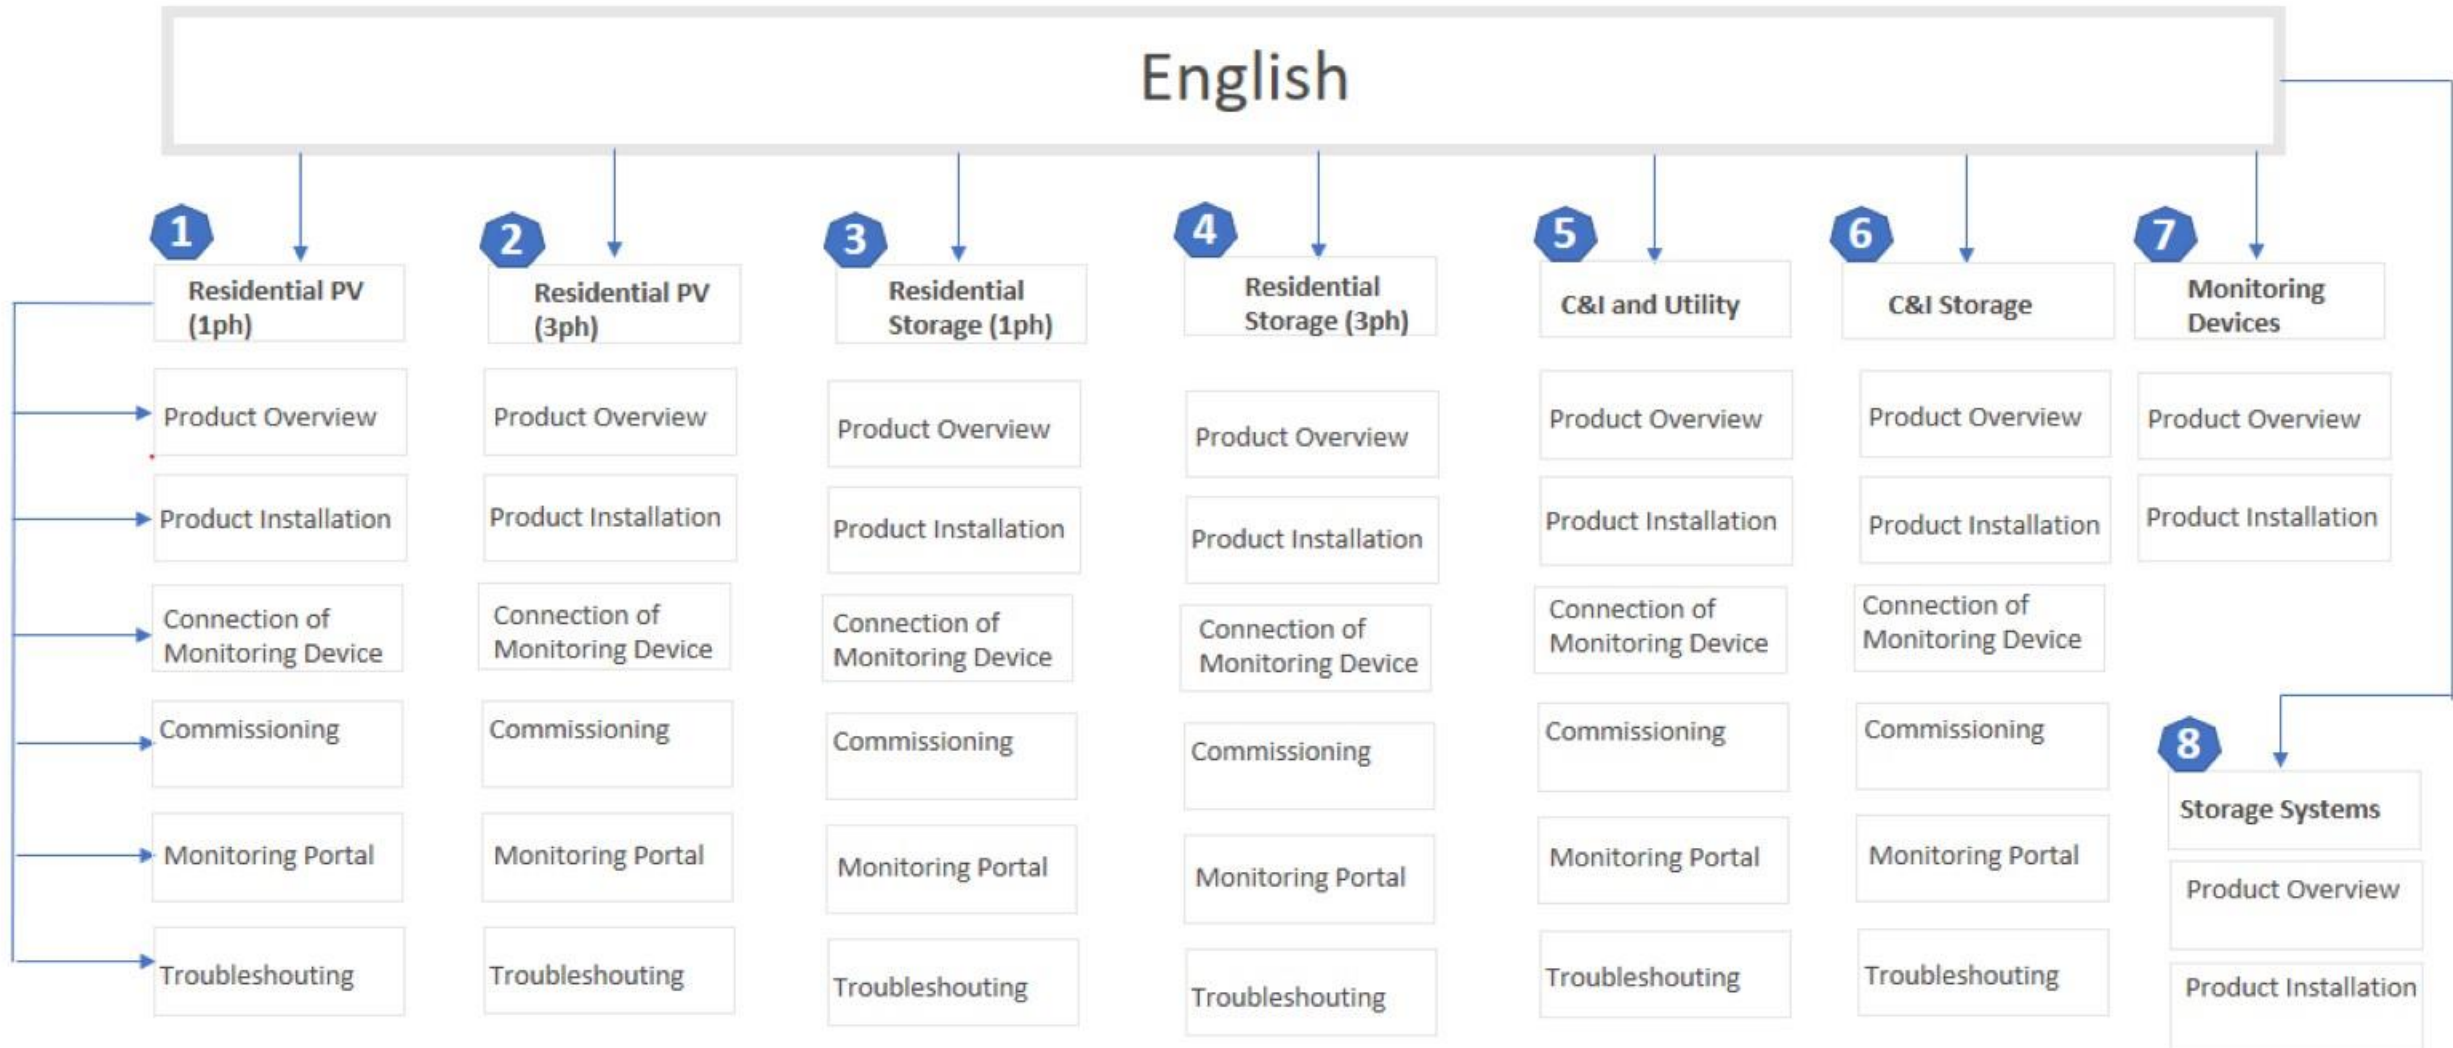 English
1
Residential PV
(1ph)
Product Overview
Product Installation
Connection of
Monitoring Device
Commissioning
Monitoring Portal
Troubleshouting
2
Residential PV
(3ph)
Product Overview
Product Installation
Connection of
Monitoring Device
Commissioning
Monitoring Portal
Troubleshouting
3
Residential
Storage (1ph)
Product Overview
Product Installation
Connection of
Monitoring Device
Commissioning
Monitoring Portal
Troubleshouting
4
Residential
Storage (3ph)
Product Overview
Product Installation
Connection of
Monitoring Device
Commissioning
Monitoring Portal
Troubleshouting
5
C&I and Utility
Product Overview
Product Installation
Connection of
Monitoring Device
Commissioning
Monitoring Portal
Troubleshouting
6
C&I Storage
Product Overview
Product Installation
Connection of
Monitoring Device
Commissioning
Monitoring Portal
Troubleshouting
7
Monitoring
Devices
Product Overview
Product Installation
8
Storage Systems
Product Overview
Product Installation